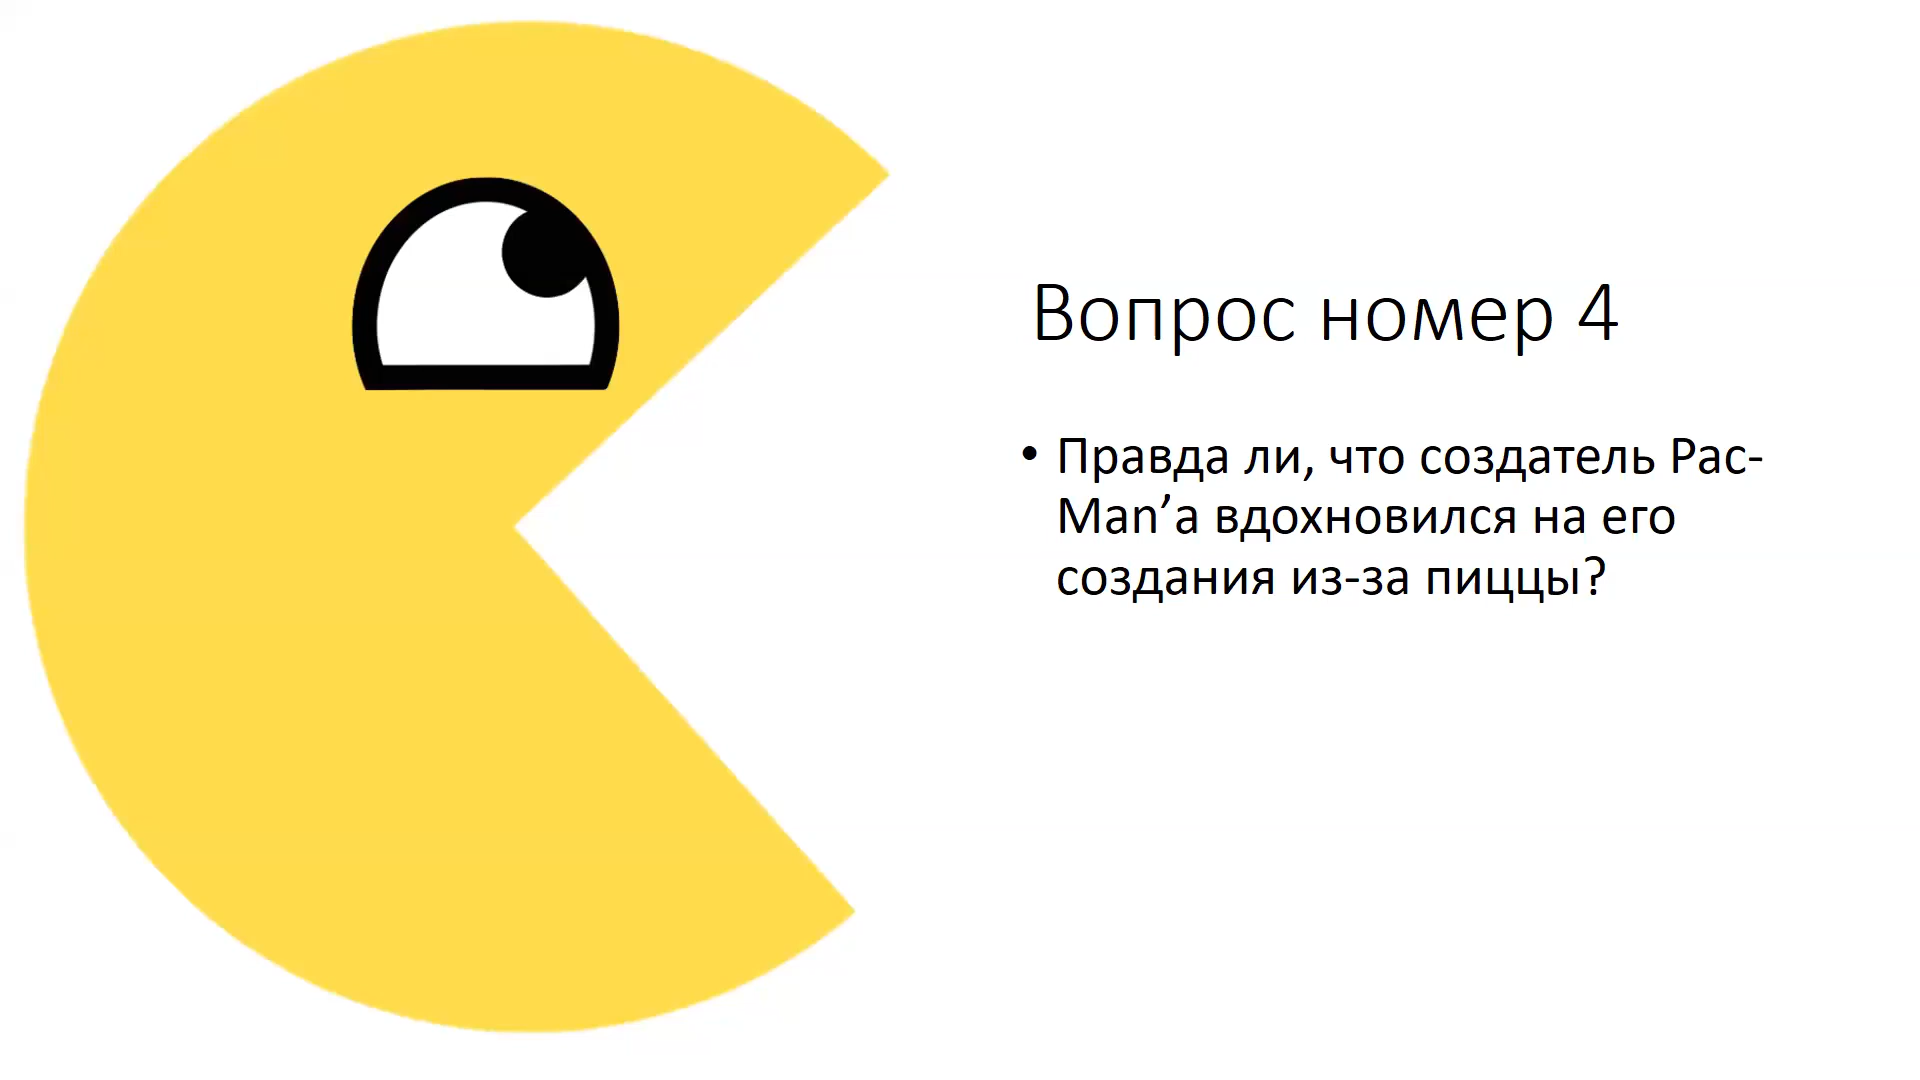 Вопрос номер 4
• Правда ли, что создатель Pac-
Man’а вдохновился на его
создания из-за пиццы?